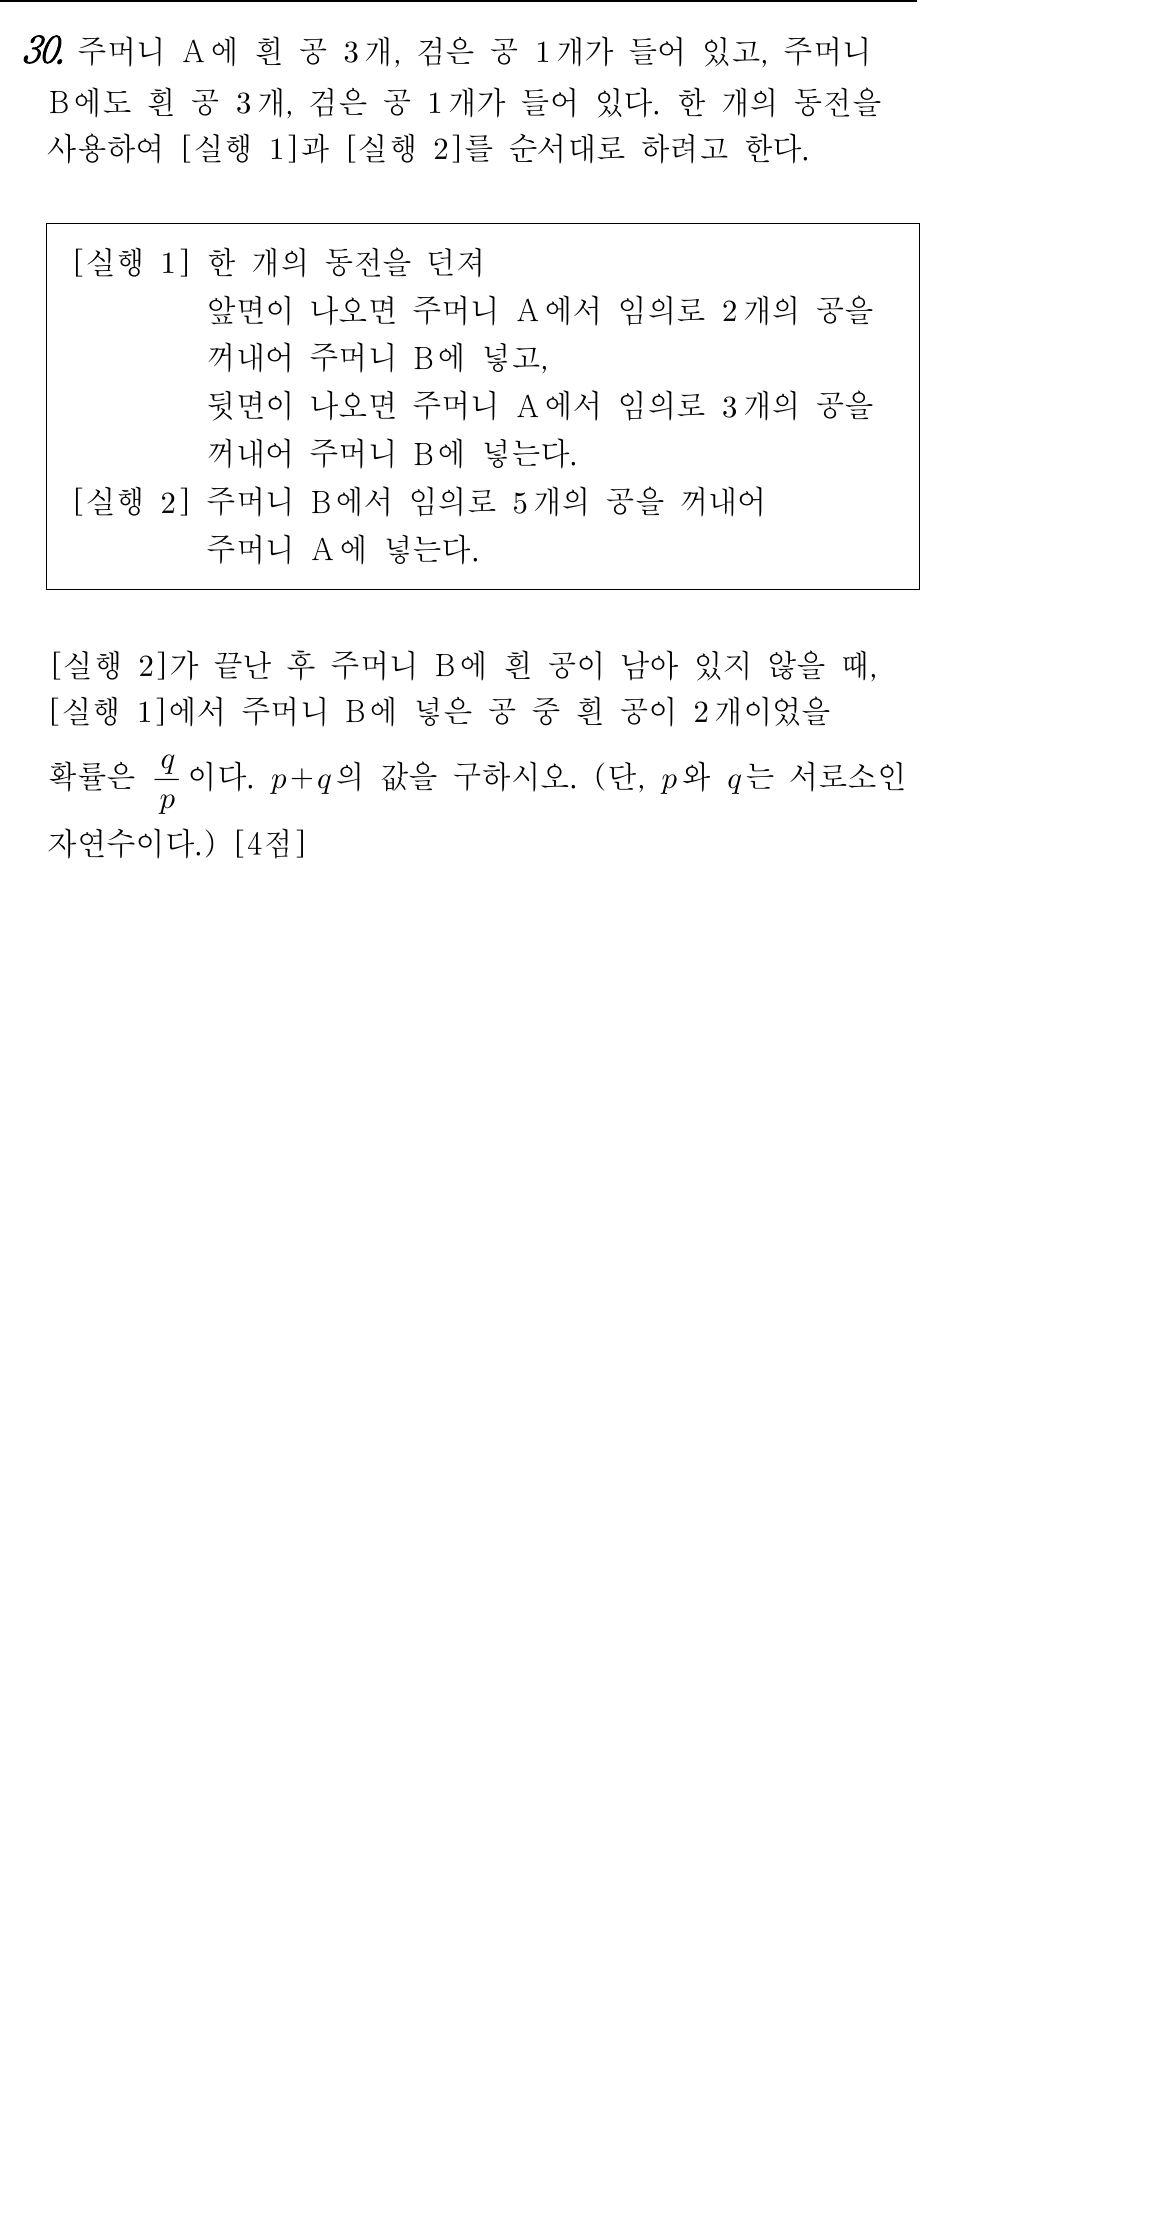 30. 주머니 A에 흰 공 3개, 검은 공 1개가 들어 있고, 주머니
B에도 흰 공 3개, 검은 공 1개가 들어 있다. 한 개의 동전을
사용하여 [실행 1]과 [실행 2]를 순서대로 하려고 한다.
[실행 1] 한 개의 동전을 던져
앞면이 나오면 주머니 A에서 임의로 2개의 공을
꺼내어 주머니 B에 넣고,
뒷면이 나오면 주머니 A에서 임의로 3개의 공을
꺼내어 주머니 B에 넣는다.
[실행 2] 주머니 B에서 임의로 5개의 공을 꺼내어
주머니 A에 넣는다.
[실행 2]가 끝난 후 주머니 B에 흰 공이 남아 있지 않을 때,
[실행 1]에서 주머니 B에 넣은 공 중 흰 공이 2개이었을
확률은 q/p이다. p+q의 값을 구하시오. (단, p와 q는 서로소인
자연수이다.) [4점]